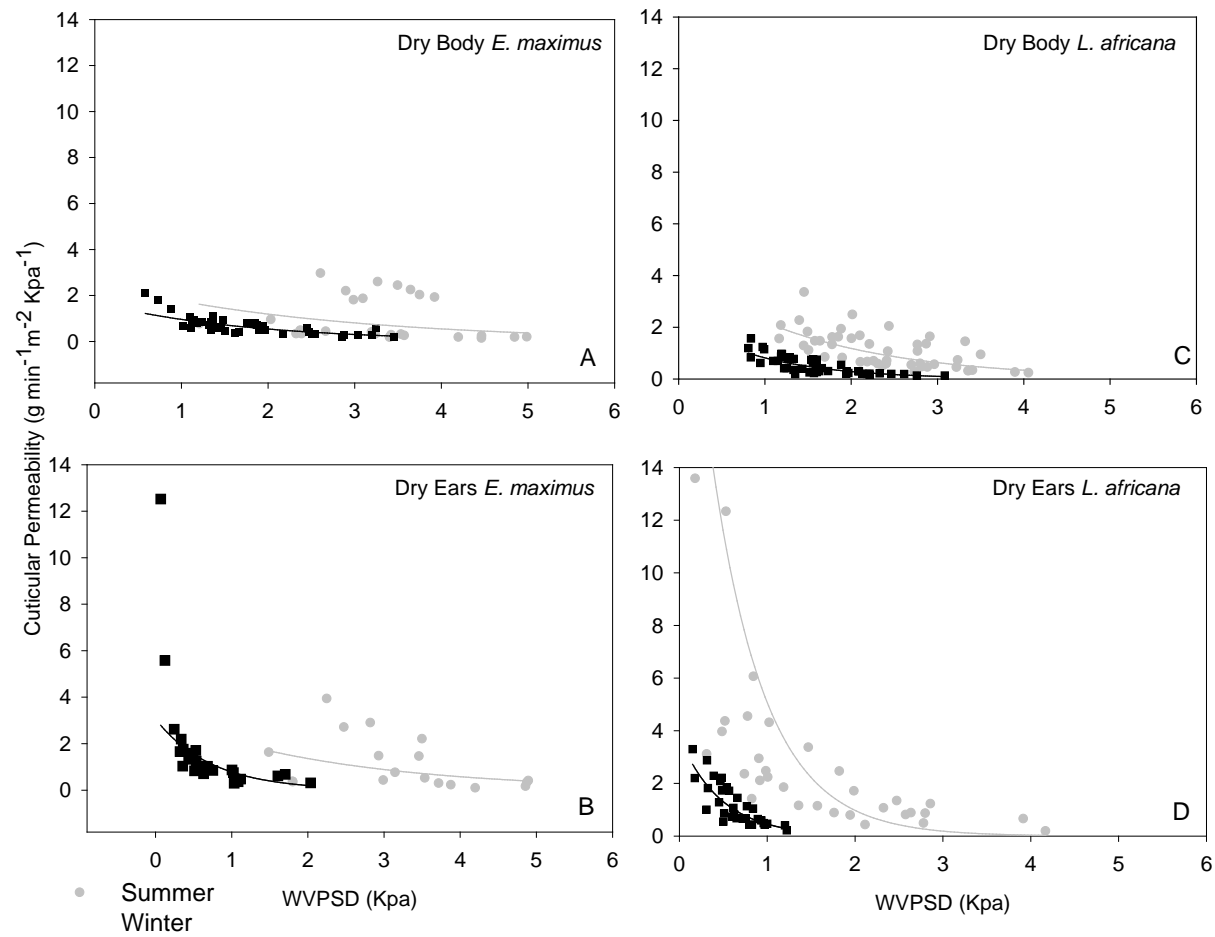 Cuticular Permeability (g min-1m-2 Kpa-1)
14
12
10
8
6
4
2
0
0 1 2 3 4 5 6
Dry Body E. maximus
A
14
12
10
8
6
4
2
0
0 1 2 3 4 5 6
Dry Body L. africana
C
14
12
10
8
6
4
2
0
0 1 2 3 4 5 6
Dry Ears E. maximus
B
WVPSD (Kpa)
14
12
10
8
6
4
2
0
0 1 2 3 4 5 6
Dry Ears L. africana
D
WVPSD (Kpa)
Summer
Winter